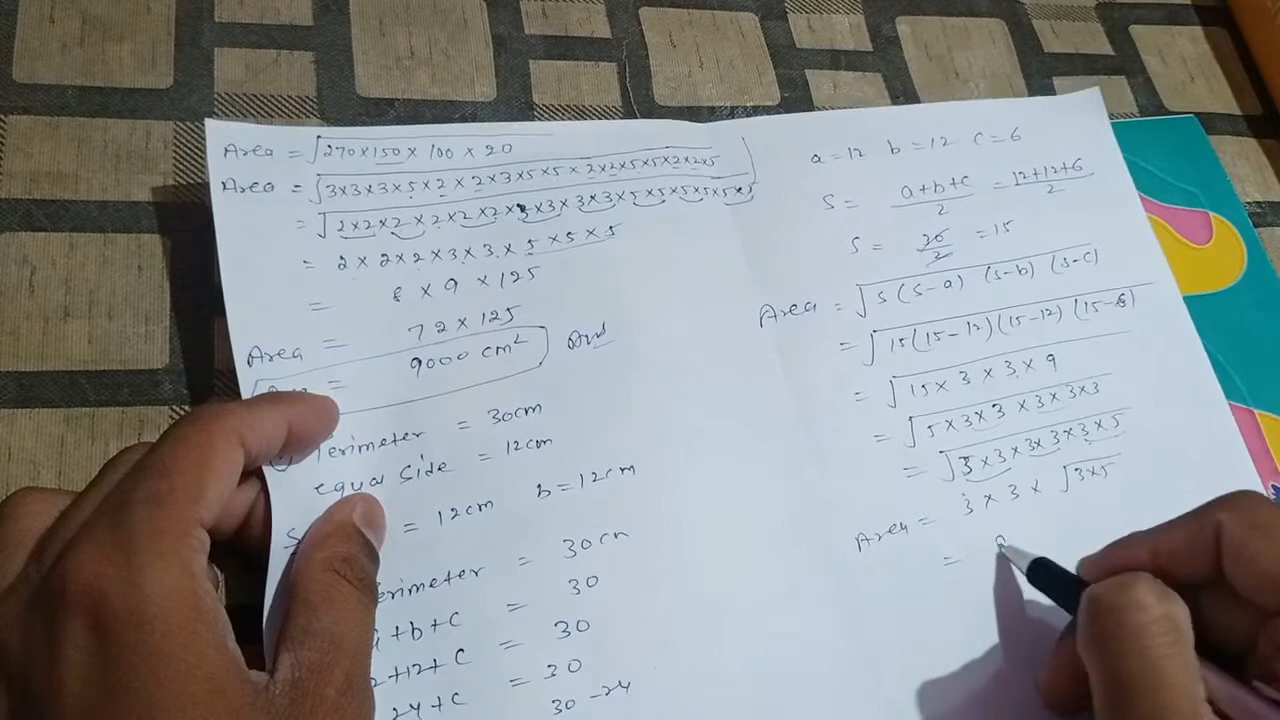 Area = √270×150×100×20
Area = √3×3×3×5×2×2×3×5×5×2×2×5×5×2×2×5
= √2×2×2×2×2×2×3×3×3×3×5×5×5×5×5×5
= 2×2×2×3×3×5×5×5
= 8×9×125
72×125
Area = 9000 cm² Ans
Perimeter = 30cm
equal side = 12cm
= 12cm b=12cm
erimeter = 30cm
a+b+c = 30
2+12+c = 30
24+c = 30
30-24
a=12 b=12 c=6
S = a+b+c/2 = 12+12+6/2
S = 30/2 = 15
Area = √s(s-a) (s-b) (s-c)
= √15(15-12)(15-12)(15-6)
= √15×3×3×9
= √5×3×3×3×3×3
= √3×3×3×3×3×5
Area = 3×3×√3×5
=